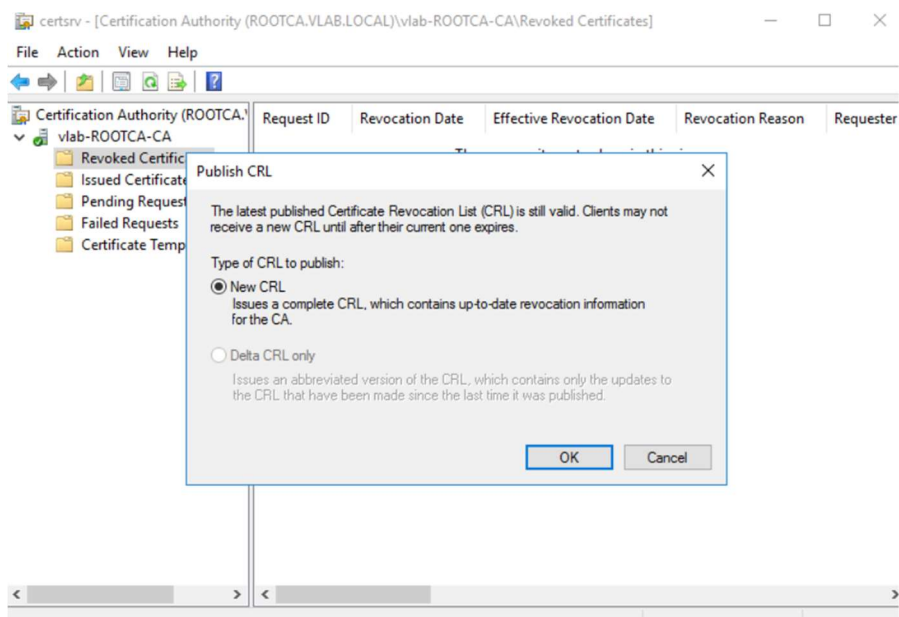 certsrv - [Certification Authority (ROOTCA.VLAB.LOCAL)\vlab-ROOTCA-CA\Revoked Certificates]
File Action View Help
Certification Authority (ROOTCA.
vlab-ROOTCA-CA
Revoked Certific
Issued Certificate
Pending Request
Failed Requests
Certificate Temp
Request ID Revocation Date Effective Revocation Date Revocation Reason Requester
Publish CRL
The latest published Certificate Revocation List (CRL) is still valid. Clients may not
receive a new CRL until after their current one expires.
Type of CRL to publish:
New CRL
Issues a complete CRL, which contains up-to-date revocation information
for the CA.
Delta CRL only
Issues an abbreviated version of the CRL, which contains only the updates to
the CRL that have been made since the last time it was published.
OK Cancel